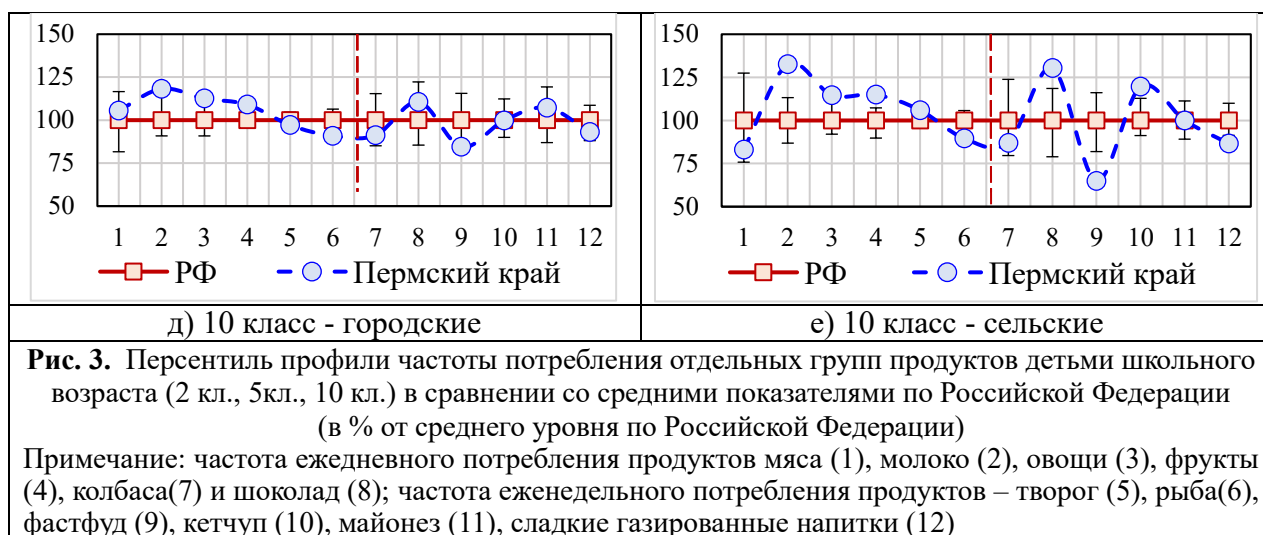 150
125
100
75
50
1 2 3 4 5 6 7 8 9 10 11 12
РФ Пермский край
150
125
100
75
50
1 2 3 4 5 6 7 8 9 10 11 12
РФ Пермский край
д) 10 класс - городские
е) 10 класс - сельские
Рис. 3. Персентиль профили частоты потребления отдельных групп продуктов детьми школьного
возраста (2 кл., 5кл., 10 кл.) в сравнении со средними показателями по Российской Федерации
(в % от среднего уровня по Российской Федерации)
Примечание: частота ежедневного потребления продуктов мяса (1), молоко (2), овощи (3), фрукты
(4), колбаса(7) и шоколад (8); частота еженедельного потребления продуктов – творог (5), рыба(6),
фастфуд (9), кетчуп (10), майонез (11), сладкие газированные напитки (12)